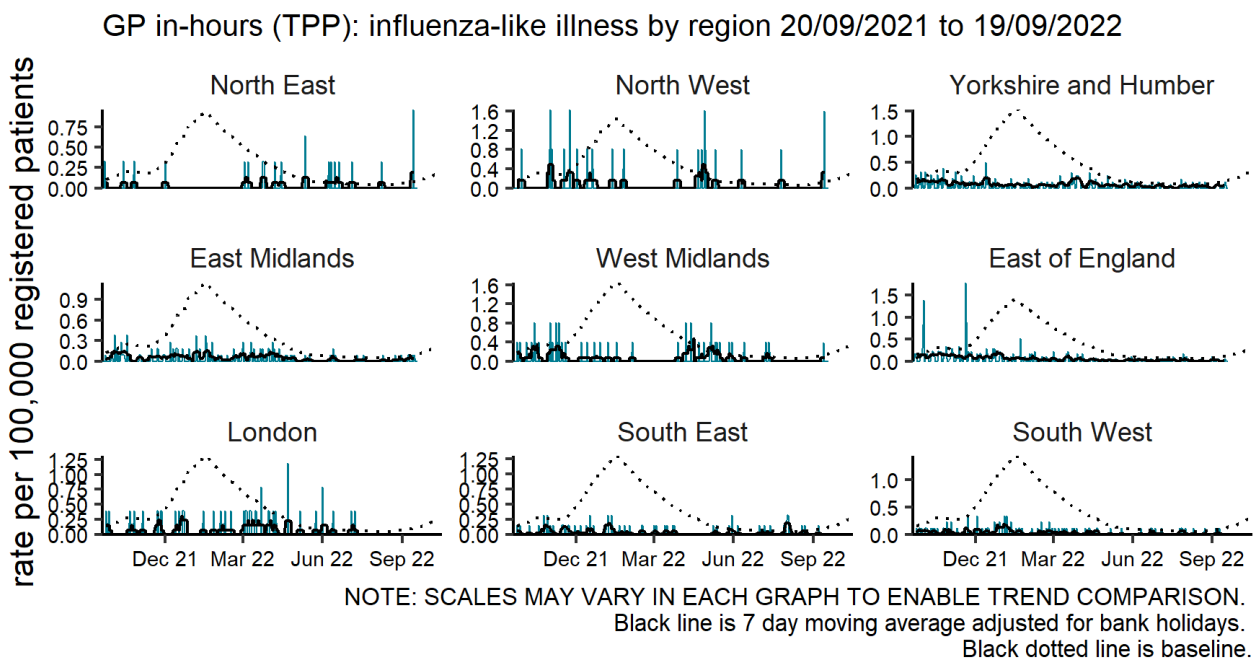 GP in-hours (TPP): influenza-like illness by region 20/09/2021 to 19/09/2022
rate per 100,000 registered patients
North East
0.75
0.50
0.25
0.00
North West
1.6
1.2
0.8
0.4
0.0
Yorkshire and Humber
1.5
1.0
0.5
0.0
East Midlands
0.9
0.6
0.3
0.0
West Midlands
1.6
1.2
0.8
0.4
0.0
East of England
1.5
1.0
0.5
0.0
London
1.25
1.00
0.75
0.50
0.25
0.00
Dec 21 Mar 22 Jun 22 Sep 22
South East
1.25
1.00
0.75
0.50
0.25
0.00
Dec 21 Mar 22 Jun 22 Sep 22
South West
1.0
0.5
0.0
Dec 21 Mar 22 Jun 22 Sep 22
NOTE: SCALES MAY VARY IN EACH GRAPH TO ENABLE TREND COMPARISON.
Black line is 7 day moving average adjusted for bank holidays.
Black dotted line is baseline.